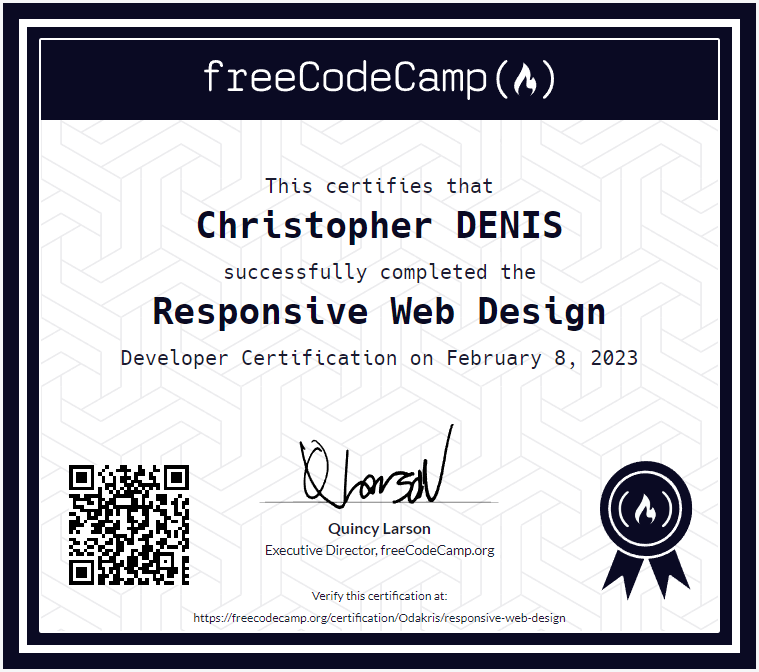 freeCodeCamp
This certifies that
Christopher DENIS
successfully completed the
Responsive Web Design
Developer Certification on February 8, 2023
QLarson
Quincy Larson
Executive Director, freeCodeCamp.org
Verify this certification at:
https://freecodecamp.org/certification/Odakris/responsive-web-design